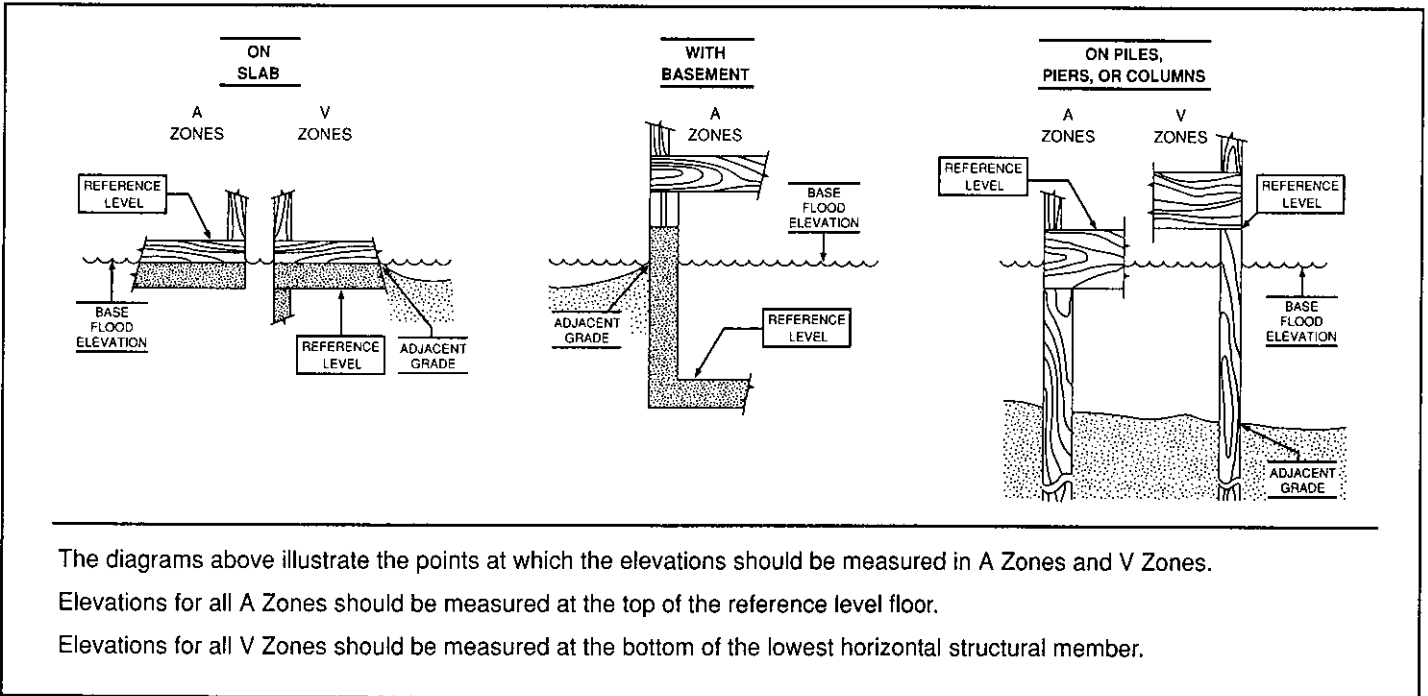 ON
SLAB
A
ZONES
V
ZONES
REFERENCE
LEVEL
BASE
FLOOD
ELEVATION
REFERENCE
LEVEL
ADJACENT
GRADE
WITH
BASEMENT
A
ZONES
BASE
FLOOD
ELEVATION
ADJACENT
GRADE
REFERENCE
LEVEL
ON PILES,
PIERS, OR COLUMNS
A
ZONES
V
ZONES
REFERENCE
LEVEL
REFERENCE
LEVEL
BASE
FLOOD
ELEVATION
ADJACENT
GRADE
The diagrams above illustrate the points at which the elevations should be measured in A Zones and V Zones.
Elevations for all A Zones should be measured at the top of the reference level floor.
Elevations for all V Zones should be measured at the bottom of the lowest horizontal structural member.